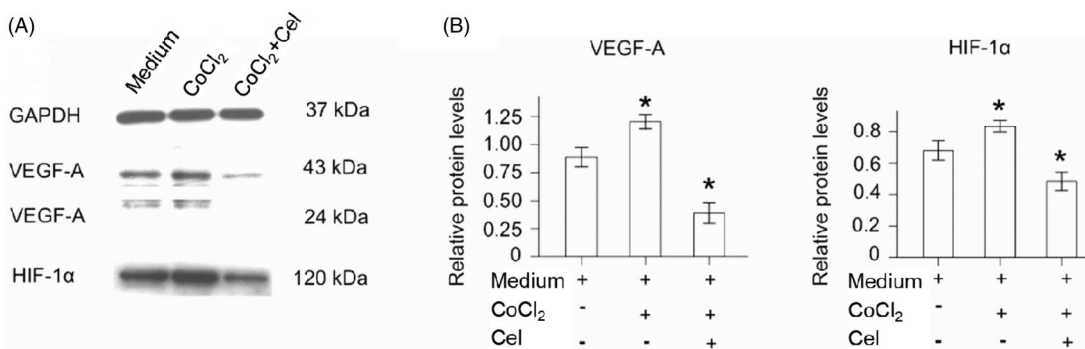 (A)
Medium
CoCl₂
CoCl₂+Cel
GAPDH 37 kDa
VEGF-A 43 kDa
VEGF-A 24 kDa
HIF-1α 120 kDa
(B)
VEGF-A
Relative protein levels
1.25
1.00
0.75
0.50
0.25
0
*
*
Medium + + +
CoCl₂ - + +
Cel - - +
HIF-1α
Relative protein levels
0.8
0.6
0.4
0.2
0
*
*
Medium + + +
CoCl₂ - + +
Cel - - +